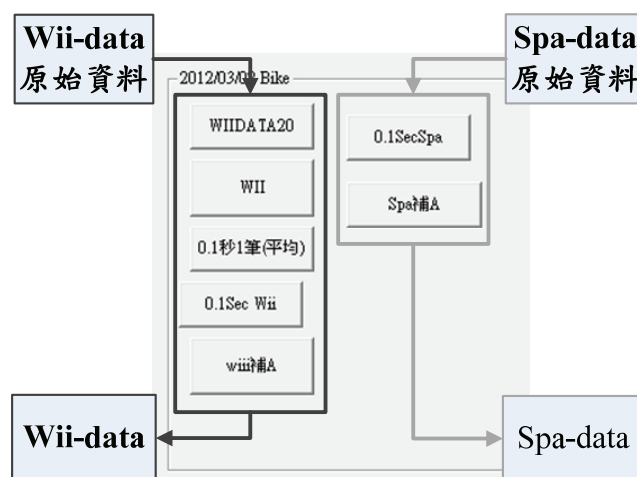 Wii-data
原始資料
Spa-data
原始資料
2012/03/02 Bike
WIIDATA20
WII
0.1秒1筆(平均)
0.1Sec Wii
wiii補A
0.1SecSpa
Spa補A
Wii-data
Spa-data